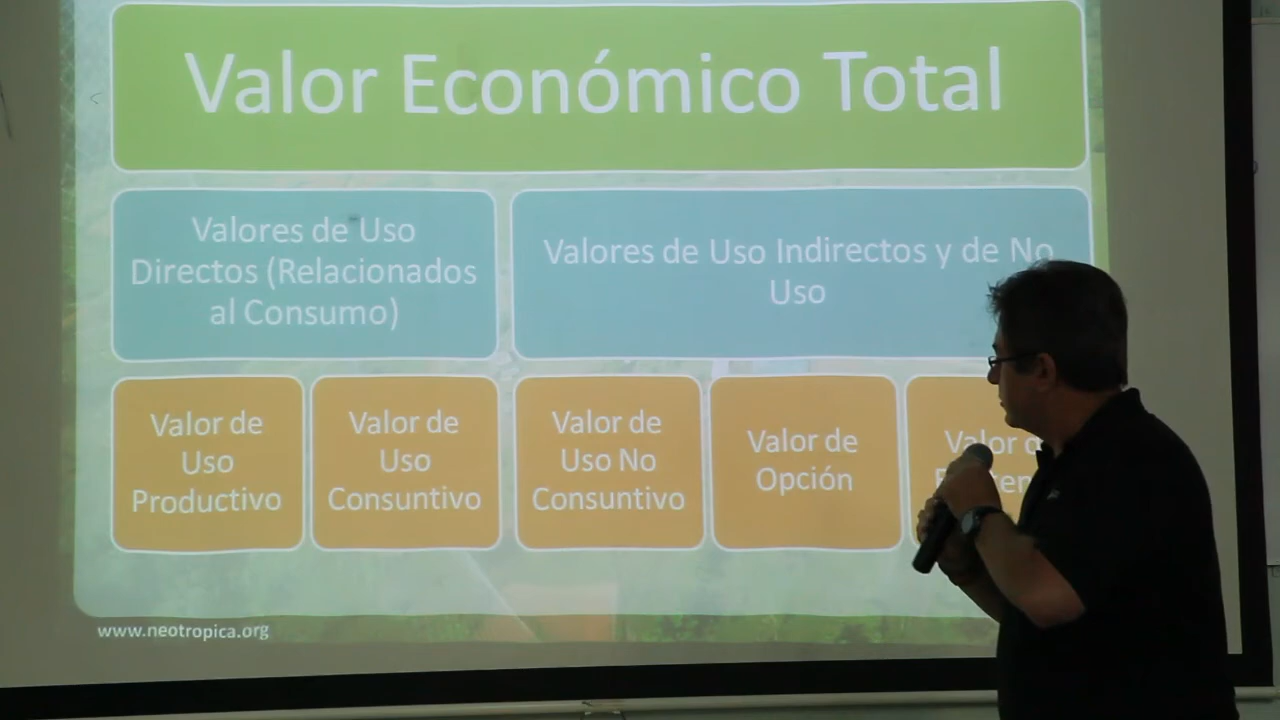 Valor Económico Total
Valores de Uso
Directos (Relacionados
al Consumo)
Valores de Uso Indirectos y de No
Uso
Valor de
Uso
Productivo
Valor de
Uso
Consuntivo
Valor de
Uso No
Consuntivo
Valor de
Opción
Valor
www.neotropica.org